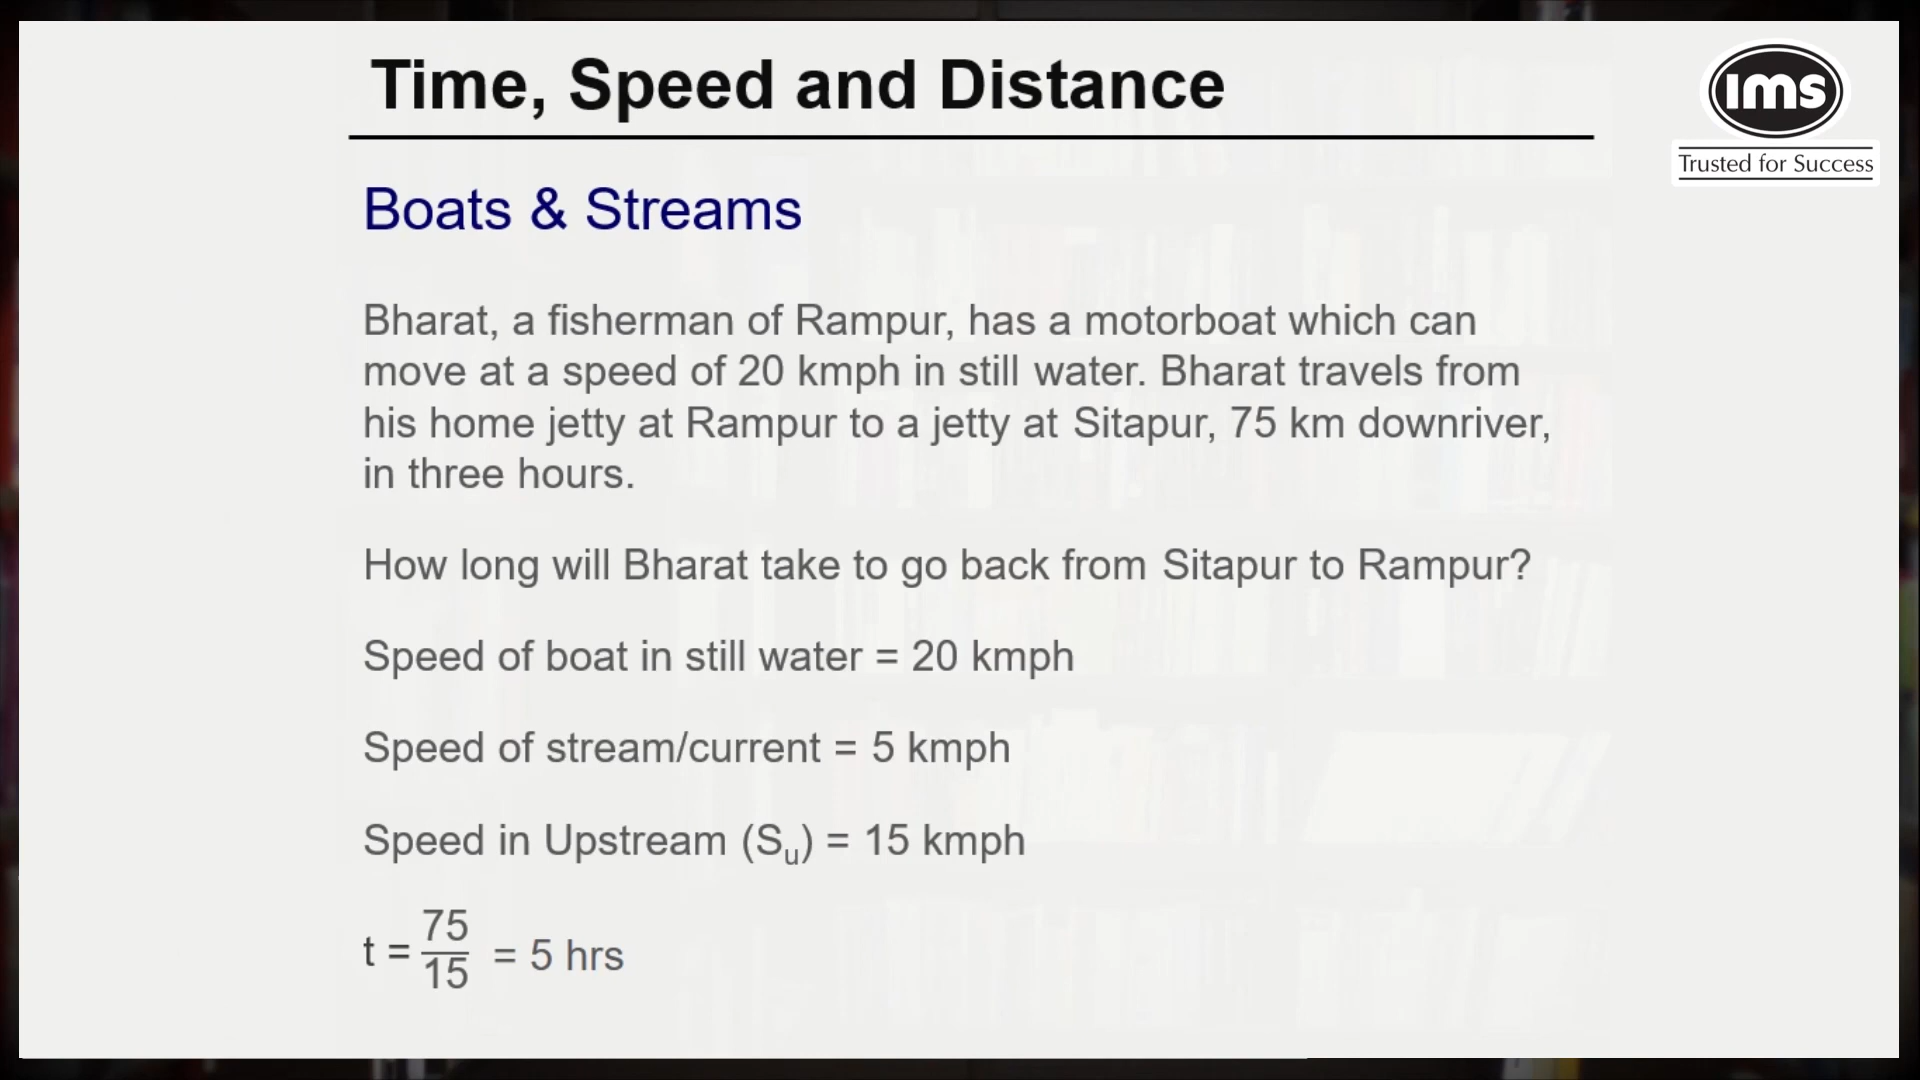 Time, Speed and Distance
ims
Trusted for Success
Boats & Streams
Bharat, a fisherman of Rampur, has a motorboat which can
move at a speed of 20 kmph in still water. Bharat travels from
his home jetty at Rampur to a jetty at Sitapur, 75 km downriver,
in three hours.
How long will Bharat take to go back from Sitapur to Rampur?
Speed of boat in still water = 20 kmph
Speed of stream/current = 5 kmph
Speed in Upstream (Su) = 15 kmph
t = 75/15 = 5 hrs